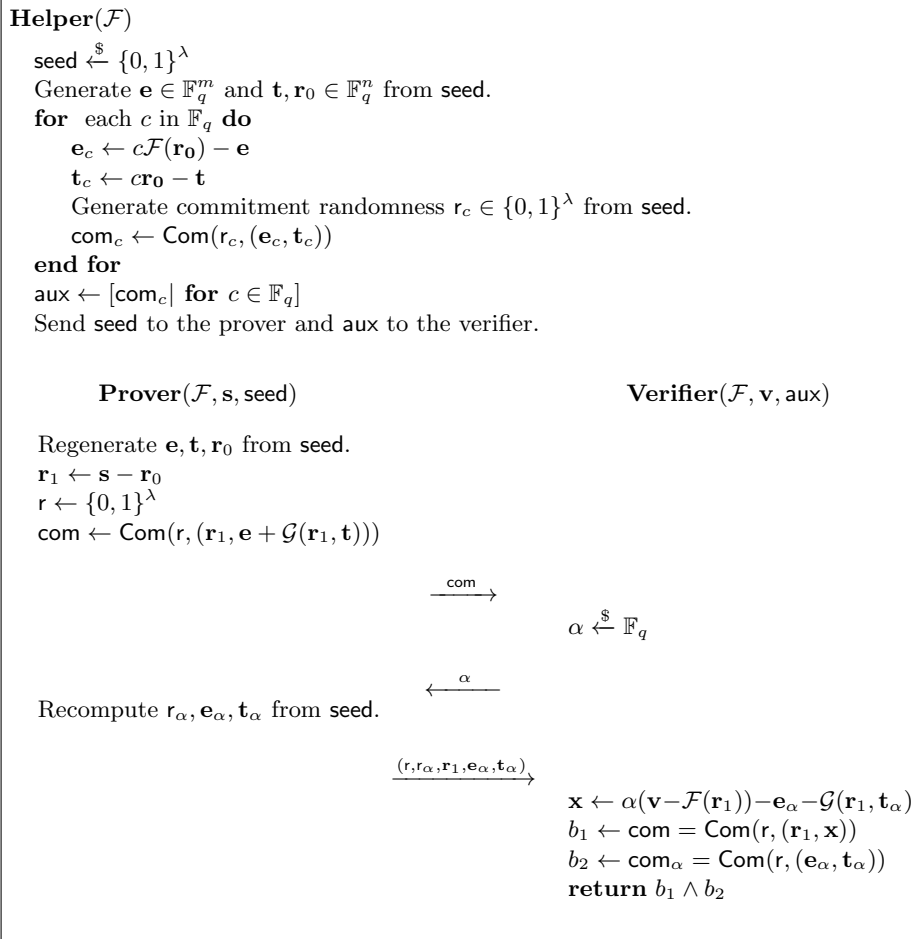 Helper(𝓕)
seed ←$ {0, 1}^λ
Generate e ∈ 𝔽_q^m and t, r_0 ∈ 𝔽_q^n from seed.
for each c in 𝔽_q do
e_c ← c𝓕(r_0) − e
t_c ← cr_0 − t
Generate commitment randomness r_c ∈ {0, 1}^λ from seed.
com_c ← Com(r_c, (e_c, t_c))
end for
aux ← [com_c| for c ∈ 𝔽_q]
Send seed to the prover and aux to the verifier.
Prover(𝓕, s, seed) Verifier(𝓕, v, aux)
Regenerate e, t, r_0 from seed.
r_1 ← s − r_0
r ← {0, 1}^λ
com ← Com(r, (r_1, e + 𝓖(r_1, t)))
com
α ←$ 𝔽_q
α
Recompute r_α, e_α, t_α from seed.
(r, r_α, r_1, e_α, t_α)
x ← α(v−𝓕(r_1))−e_α−𝓖(r_1, t_α)
b_1 ← com = Com(r, (r_1, x))
b_2 ← com_α = Com(r, (e_α, t_α))
return b_1 ∧ b_2